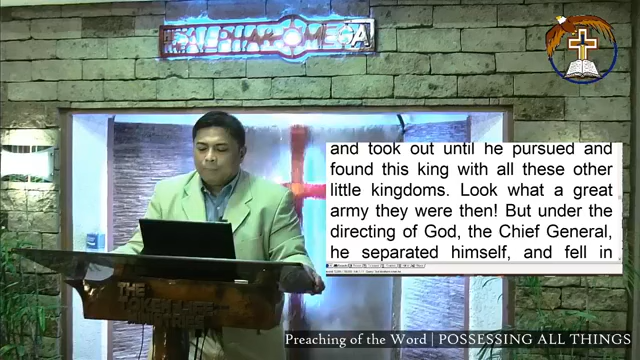 ALPHA OMEGA
and took out until he pursued and
found this king with all these other
little kingdoms. Look what a great
army they were then! But under the
directing of God, the Chief General,
he separated himself, and fell in
THE
Preaching of the Word | POSSESSING ALL THINGS